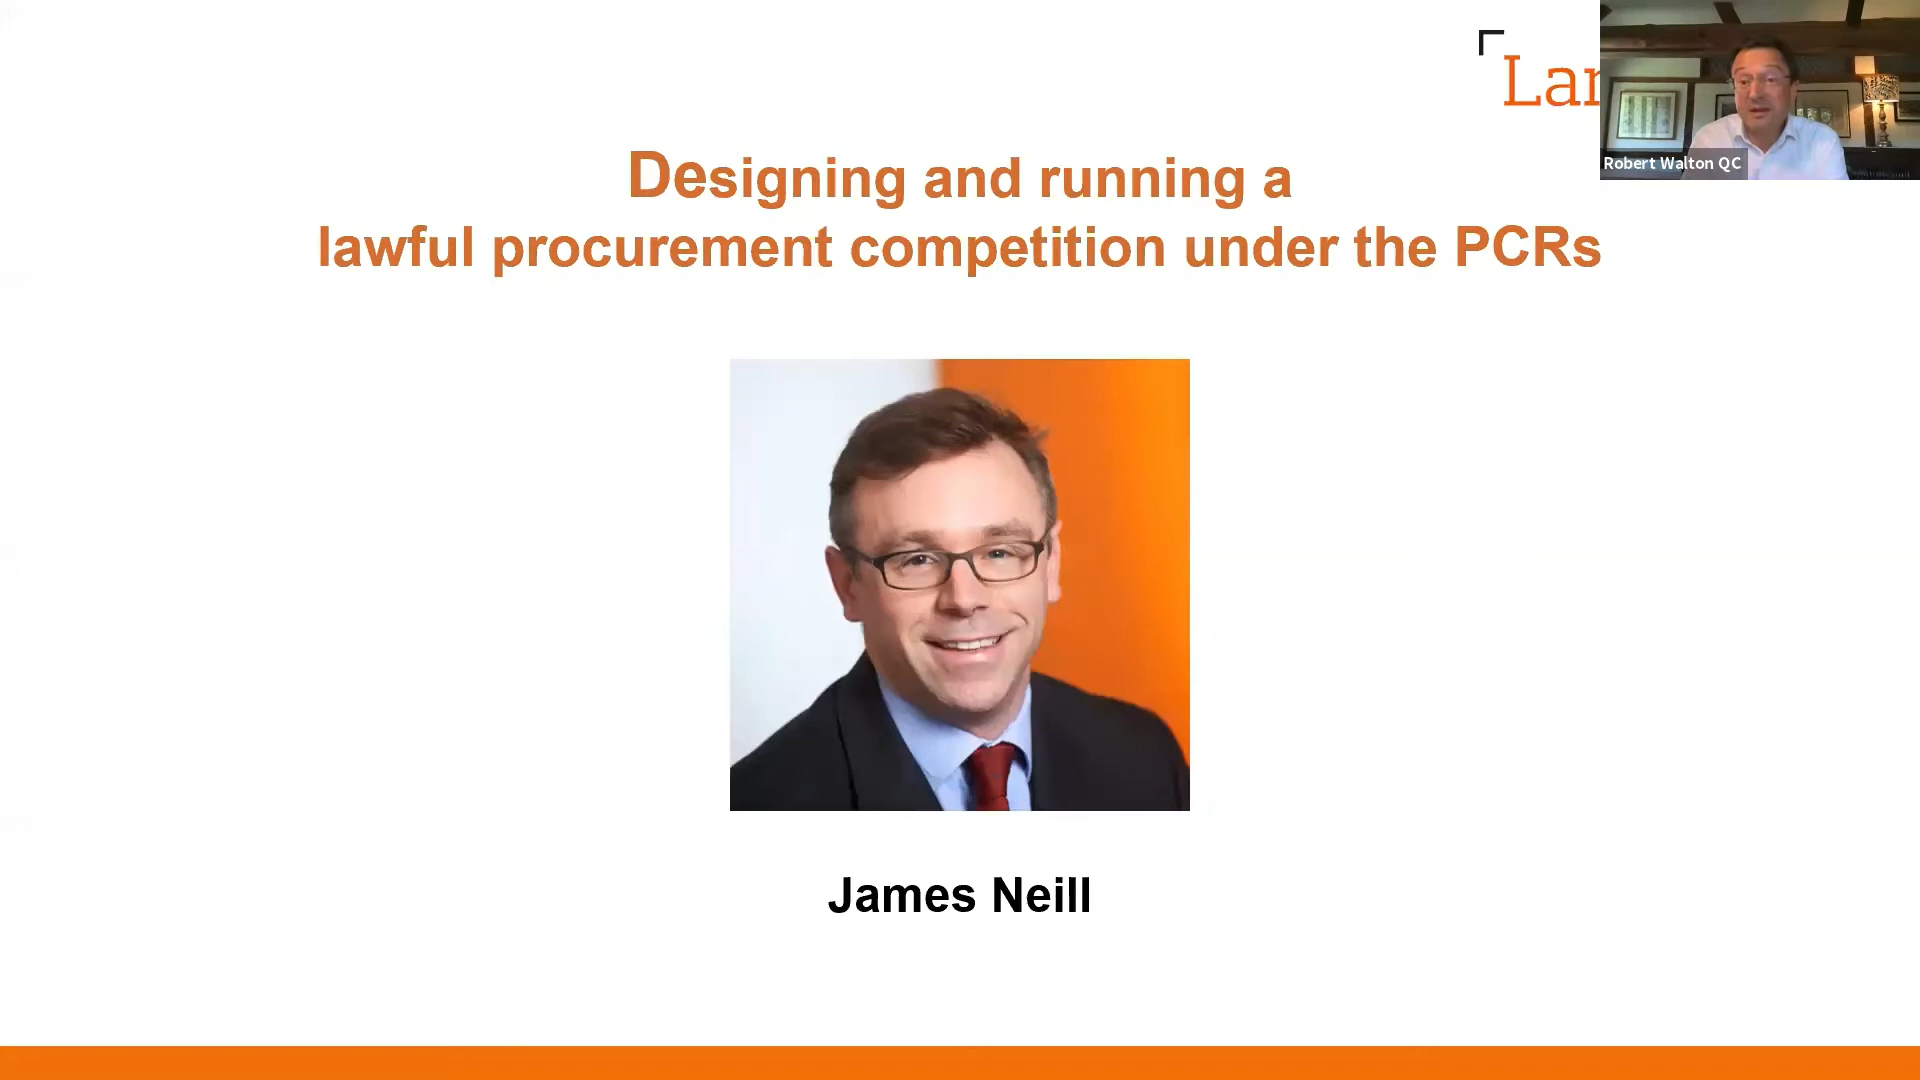 Lar
Robert Walton QC
Designing and running a
lawful procurement competition under the PCRs
James Neill